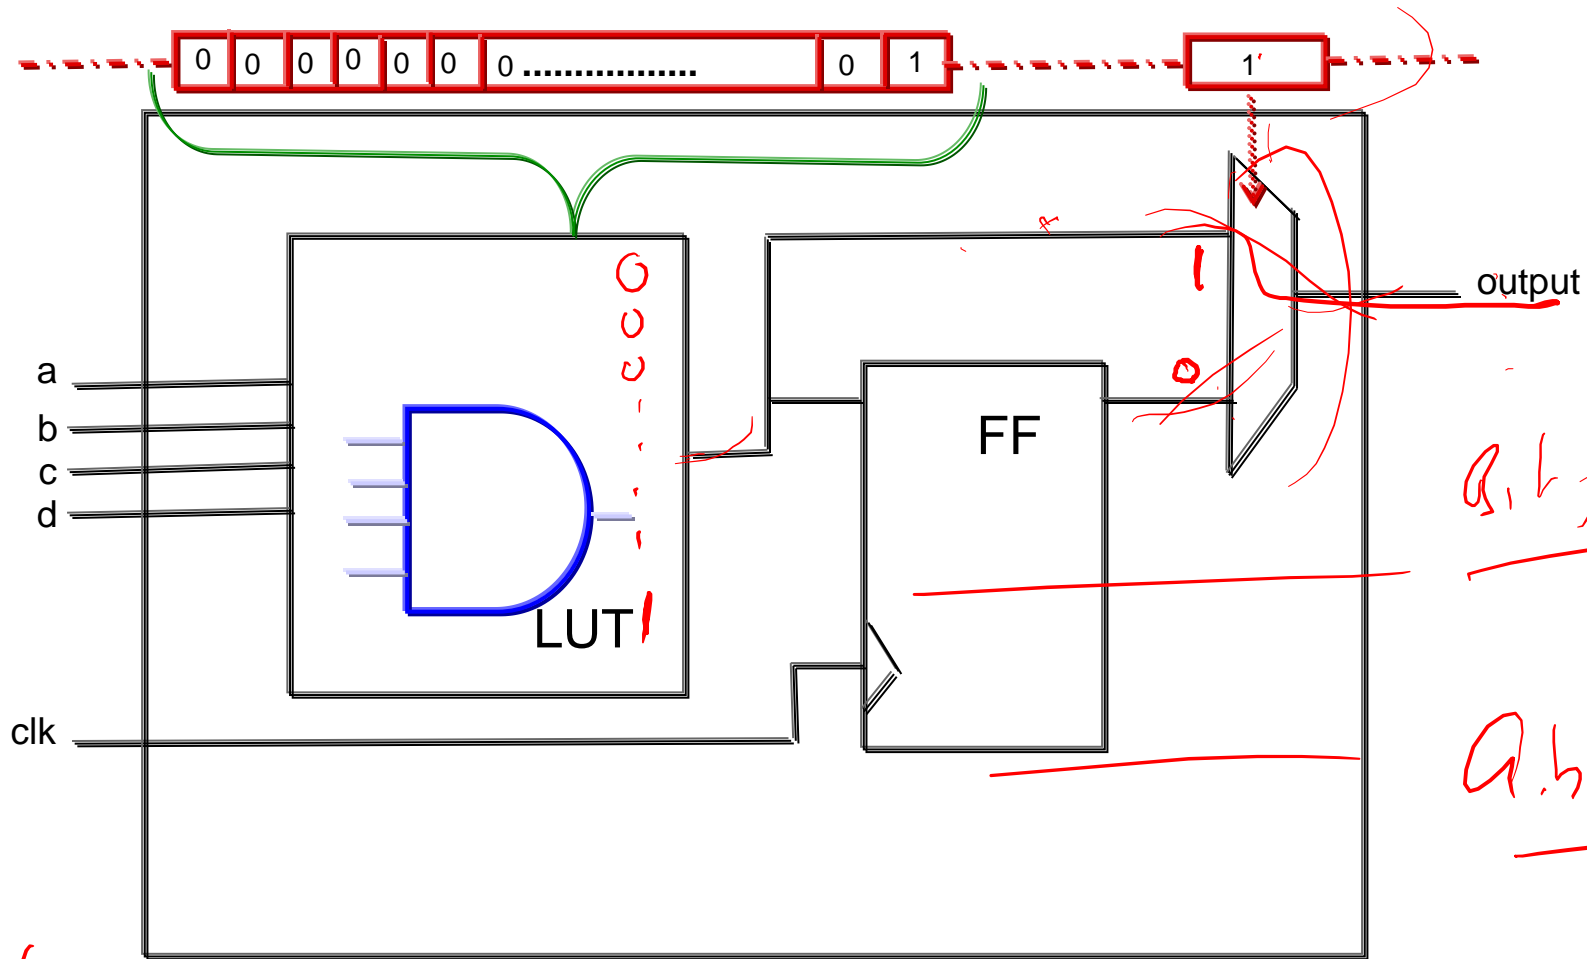 0 0 0 0 0 0 0 ................. 0 1 1
0
0
0
1
0
1
output
a
b
c
d
FF
LUT
clk